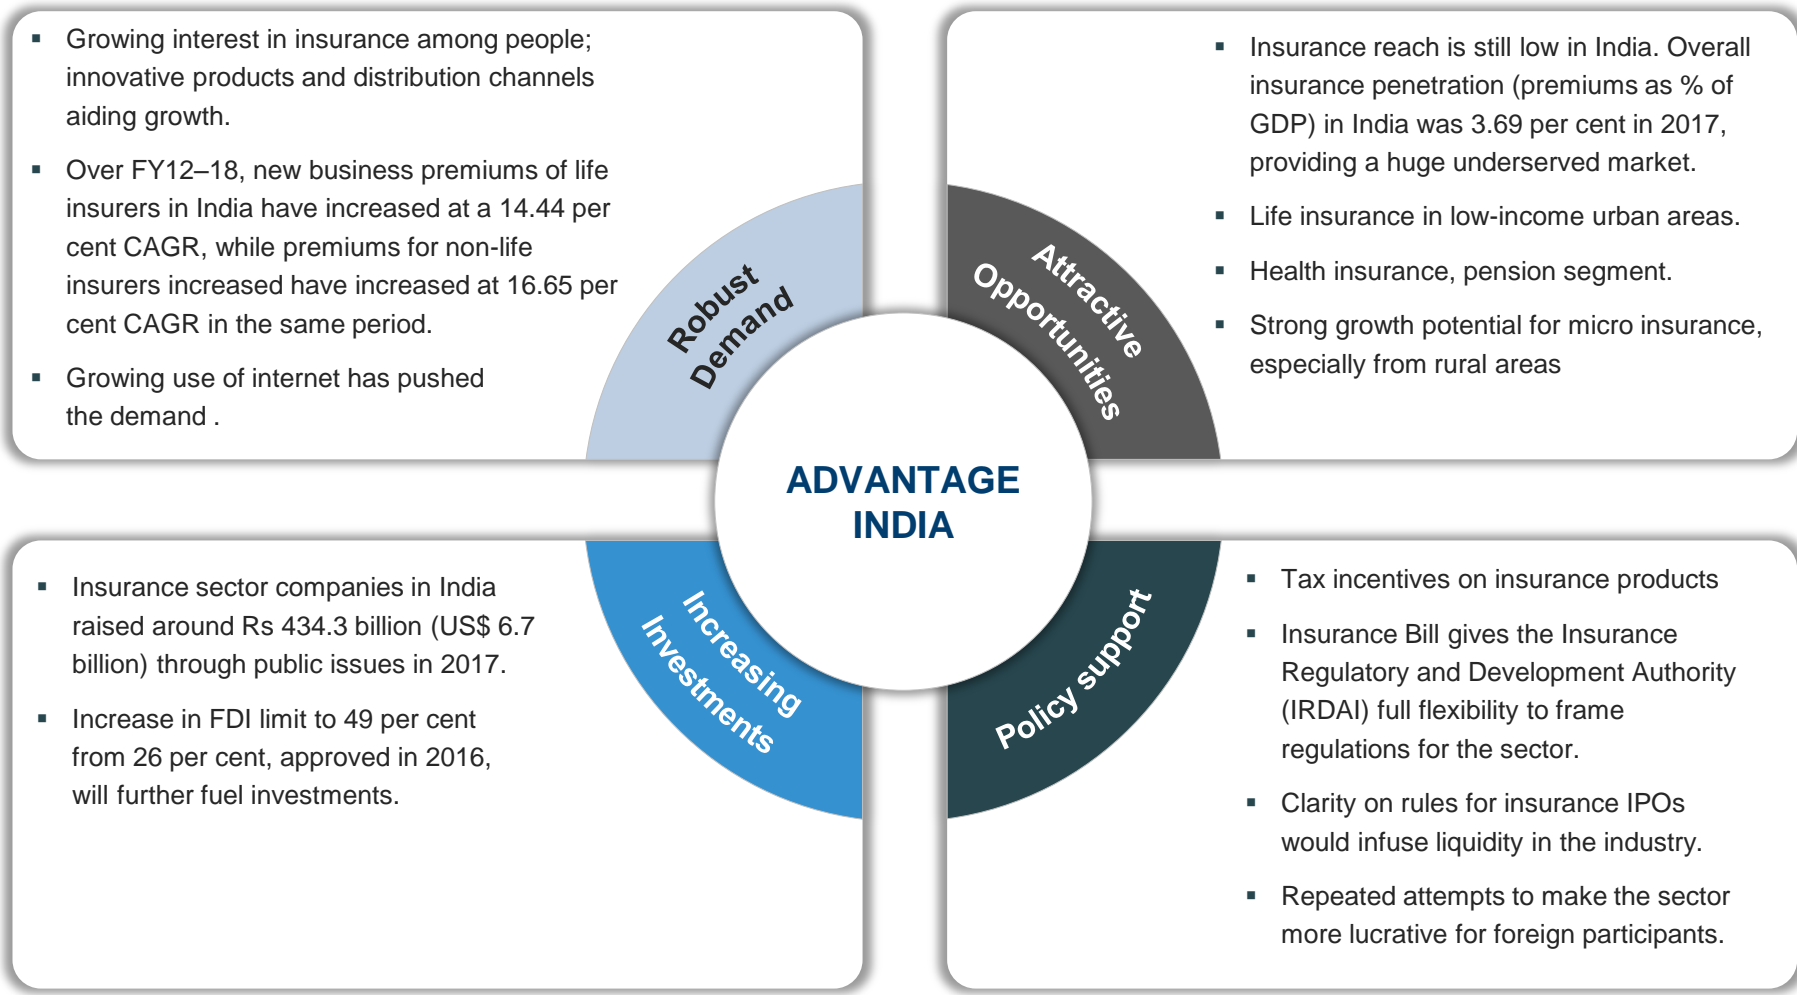 Growing interest in insurance among people;
innovative products and distribution channels
aiding growth.
Over FY12–18, new business premiums of life
insurers in India have increased at a 14.44 per
cent CAGR, while premiums for non-life
insurers increased have increased at 16.65 per
cent CAGR in the same period.
Growing use of internet has pushed
the demand .
Robust
Demand
Insurance reach is still low in India. Overall
insurance penetration (premiums as % of
GDP) in India was 3.69 per cent in 2017,
providing a huge underserved market.
Life insurance in low-income urban areas.
Health insurance, pension segment.
Strong growth potential for micro insurance,
especially from rural areas
Attractive
Opportunities
ADVANTAGE
INDIA
Insurance sector companies in India
raised around Rs 434.3 billion (US$ 6.7
billion) through public issues in 2017.
Increase in FDI limit to 49 per cent
from 26 per cent, approved in 2016,
will further fuel investments.
Increasing
Investments
Tax incentives on insurance products
Insurance Bill gives the Insurance
Regulatory and Development Authority
(IRDAI) full flexibility to frame
regulations for the sector.
Clarity on rules for insurance IPOs
would infuse liquidity in the industry.
Repeated attempts to make the sector
more lucrative for foreign participants.
Policy support